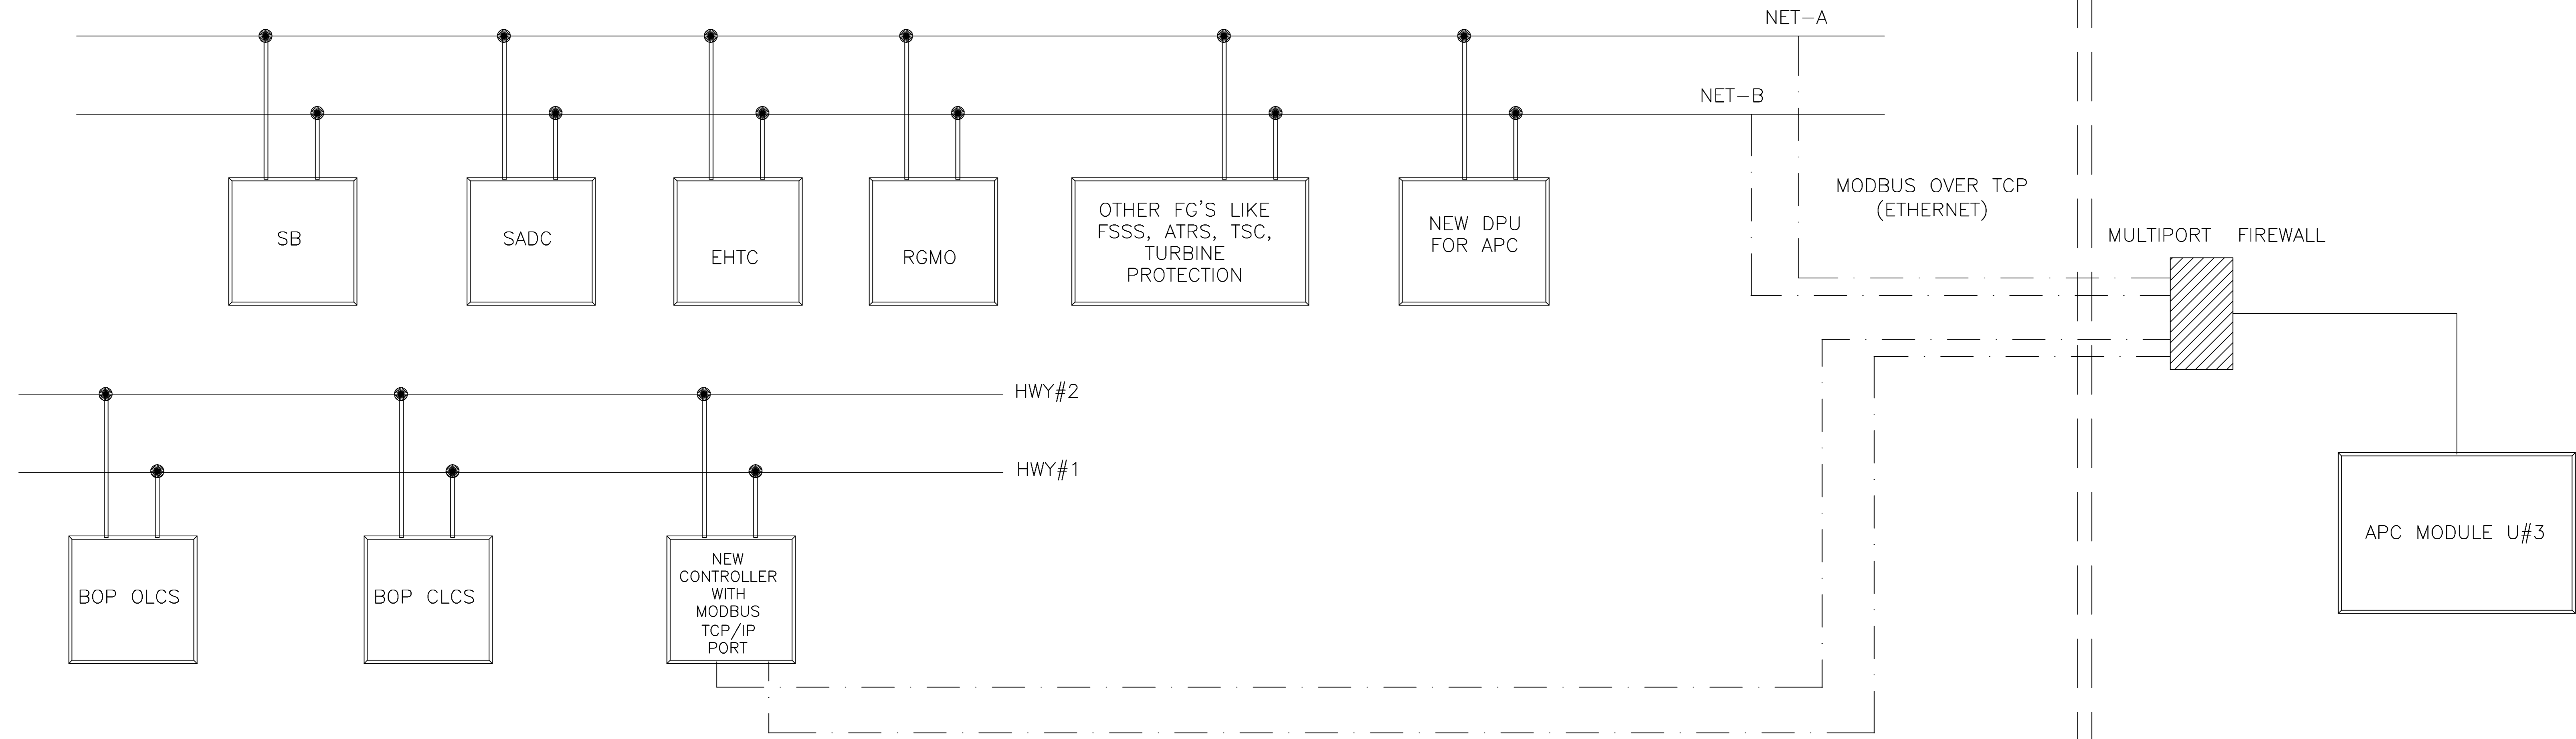 NET-A
NET-B
MODBUS OVER TCP
(ETHERNET)
MULTIPORT FIREWALL
SB
SADC
EHTC
RGMO
OTHER FG'S LIKE
FSSS, ATRS, TSC,
TURBINE
PROTECTION
NEW DPU
FOR APC
HWY#2
HWY#1
BOP OLCS
BOP CLCS
NEW
CONTROLLER
WITH
MODBUS
TCP/IP
PORT
APC MODULE U#3